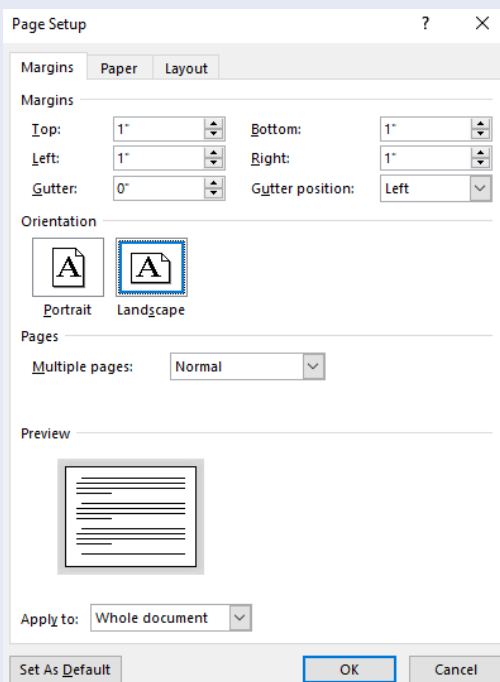 Page Setup ? ×
Margins Paper Layout
Margins
Top: 1" Bottom: 1"
Left: 1" Right: 1"
Gutter: 0" Gutter position: Left
Orientation
A A
Portrait Landscape
Pages
Multiple pages: Normal
Preview
Apply to: Whole document
Set As Default OK Cancel